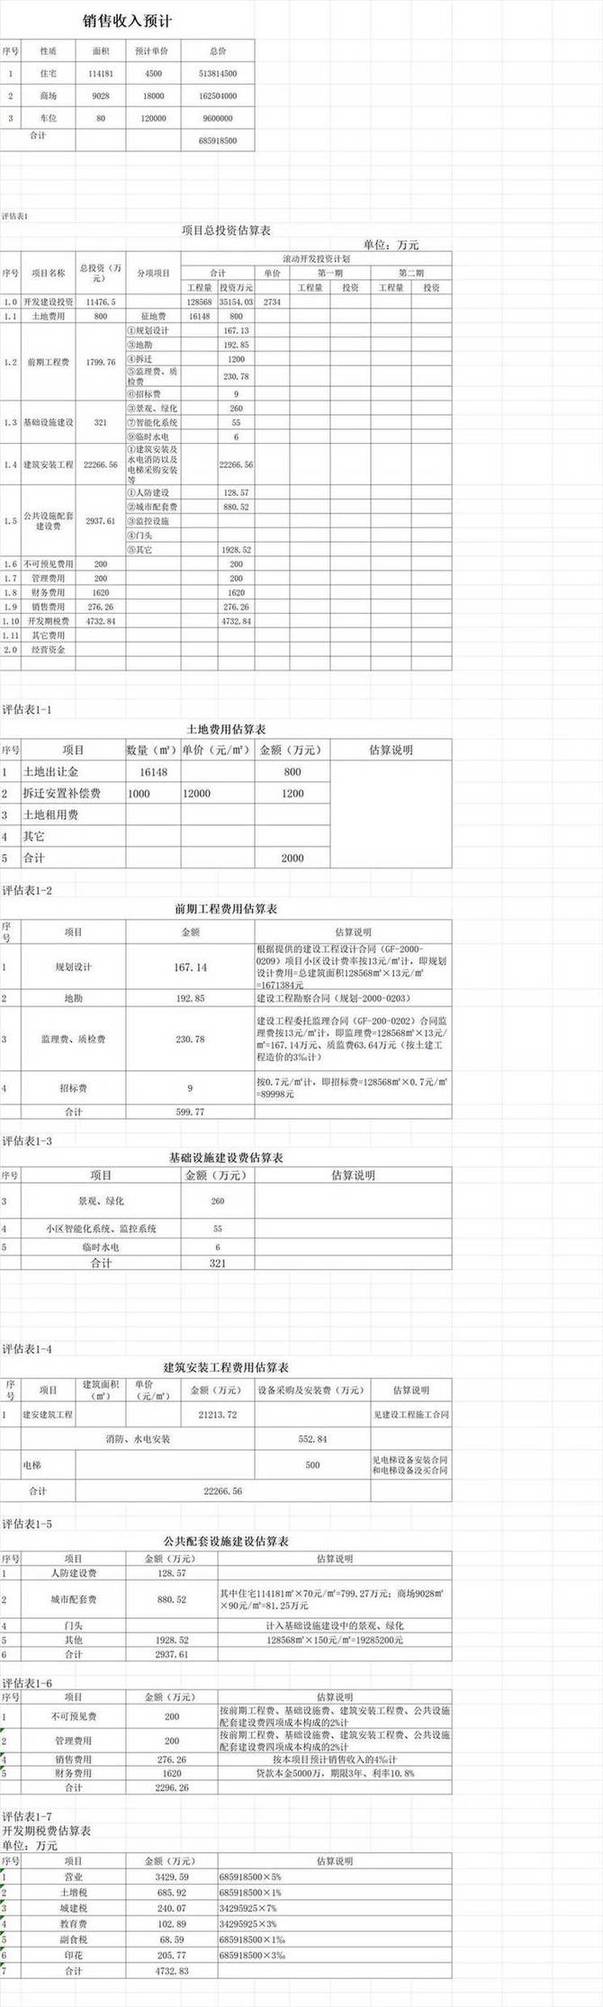 销售收入预计
序号 性质 面积 预计单价 总价
1 住宅 114181 4500 513814500
2 商场 9028 18000 162504000
3 车位 80 120000 9600000
合计 685918500
评估表1
项目总投资估算表
单位：万元
序号 项目名称 总投资（万元） 分项项目 滚动开发投资计划
合计 单价 第一期 第二期
工程量 投资万元 工程量 投资 工程量 投资
1.0 开发建设投资 11476.5 128568 35154.03 2734
1.1 土地费用 800 征地费 16148 800
1.2 前期工程费 1799.76 ①规划设计 167.13
③地勘 192.85
④拆迁 1200
⑤监理费、质检费 230.78
⑥招标费 9
1.3 基础设施建设 321 ③景观、绿化 260
⑦智能化系统 55
⑨临时水电 6
1.4 建筑安装工程 22266.56 ①建筑安装及水电消防以及电梯采购安装等 22266.56
1.5 公共设施配套建设费 2937.61 ①人防建设 128.57
②城市配套费 880.52
③监控设施
④门头
⑤其它 1928.52
1.6 不可预见费用 200 200
1.7 管理费用 200 200
1.8 财务费用 1620 1620
1.9 销售费用 276.26 276.26
1.10 开发期税费 4732.84 4732.84
1.11 其它费用
2.0 经营资金
评估表1-1
土地费用估算表
序号 项目 数量（㎡） 单价（元/㎡） 金额（万元） 估算说明
1 土地出让金 16148 800
2 拆迁安置补偿费 1000 12000 1200
3 土地租用费
4 其它
5 合计 2000
评估表1-2
前期工程费用估算表
序号 项目 金额 估算说明
1 规划设计 167.14 根据提供的建设工程设计合同（GF-2000-
0209）项目小区设计费率按13元/㎡计，即规划
设计费用=总建筑面积128568㎡×13元/㎡
=1671384元
2 地勘 192.85 建设工程勘察合同（规划-2000-0203）
3 监理费、质检费 230.78 建设工程委托监理合同（GF-200-0202）合同监
理费按13元/㎡计，即监理费=128568㎡×13元/
㎡=167.14万元、质监费63.64万元（按土建工
程造价的3‰计）
4 招标费 9 按0.7元/㎡计，即招标费=128568㎡×0.7元/㎡
=89998元
合计 599.77
评估表1-3
基础设施建设费估算表
序号 项目 金额（万元） 估算说明
3 景观、绿化 260
4 小区智能化系统、监控系统 55
5 临时水电 6
合计 321
评估表1-4
建筑安装工程费用估算表
序号 项目 建筑面积（㎡） 单价（元/㎡） 金额（万元） 设备采购及安装费（万元） 估算说明
1 建安建筑工程 21213.72 见建设工程施工合同
消防、水电安装 552.84
电梯 500 见电梯设备安装合同
和电梯设备没买合同
合计 22266.56
评估表1-5
公共配套设施建设估算表
序号 项目 金额（万元） 估算说明
1 人防建设费 128.57
2 城市配套费 880.52 其中住宅114181㎡×70元/㎡=799.27万元；商场9028㎡
×90元/㎡=81.25万元
4 门头 计入基础设施建设中的景观、绿化
5 其他 1928.52 128568㎡×150元/㎡=19285200元
6 合计 2937.61
评估表1-6
序号 项目 金额（万元） 估算说明
1 不可预见费 200 按前期工程费、基础设施费、建筑安装工程费、公共设施
配套建设费四项成本构成的2%计
2 管理费用 200 按前期工程费、基础设施费、建筑安装工程费、公共设施
配套建设费四项成本构成的2%计
4 销售费用 276.26 按本项目预计销售收入的4‰计
5 财务费用 1620 贷款本金5000万，期限3年、利率10.8%
合计 2296.26
评估表1-7
开发期税费估算表
单位：万元
序号 项目 金额（万元） 估算说明
1 营业 3429.59 685918500×5%
2 土增税 685.92 685918500×1%
3 城建税 240.07 34295925×7%
4 教育费 102.89 34295925×3%
5 副食税 68.59 685918500×1‰
6 印花 205.77 685918500×3‰
7 合计 4732.83